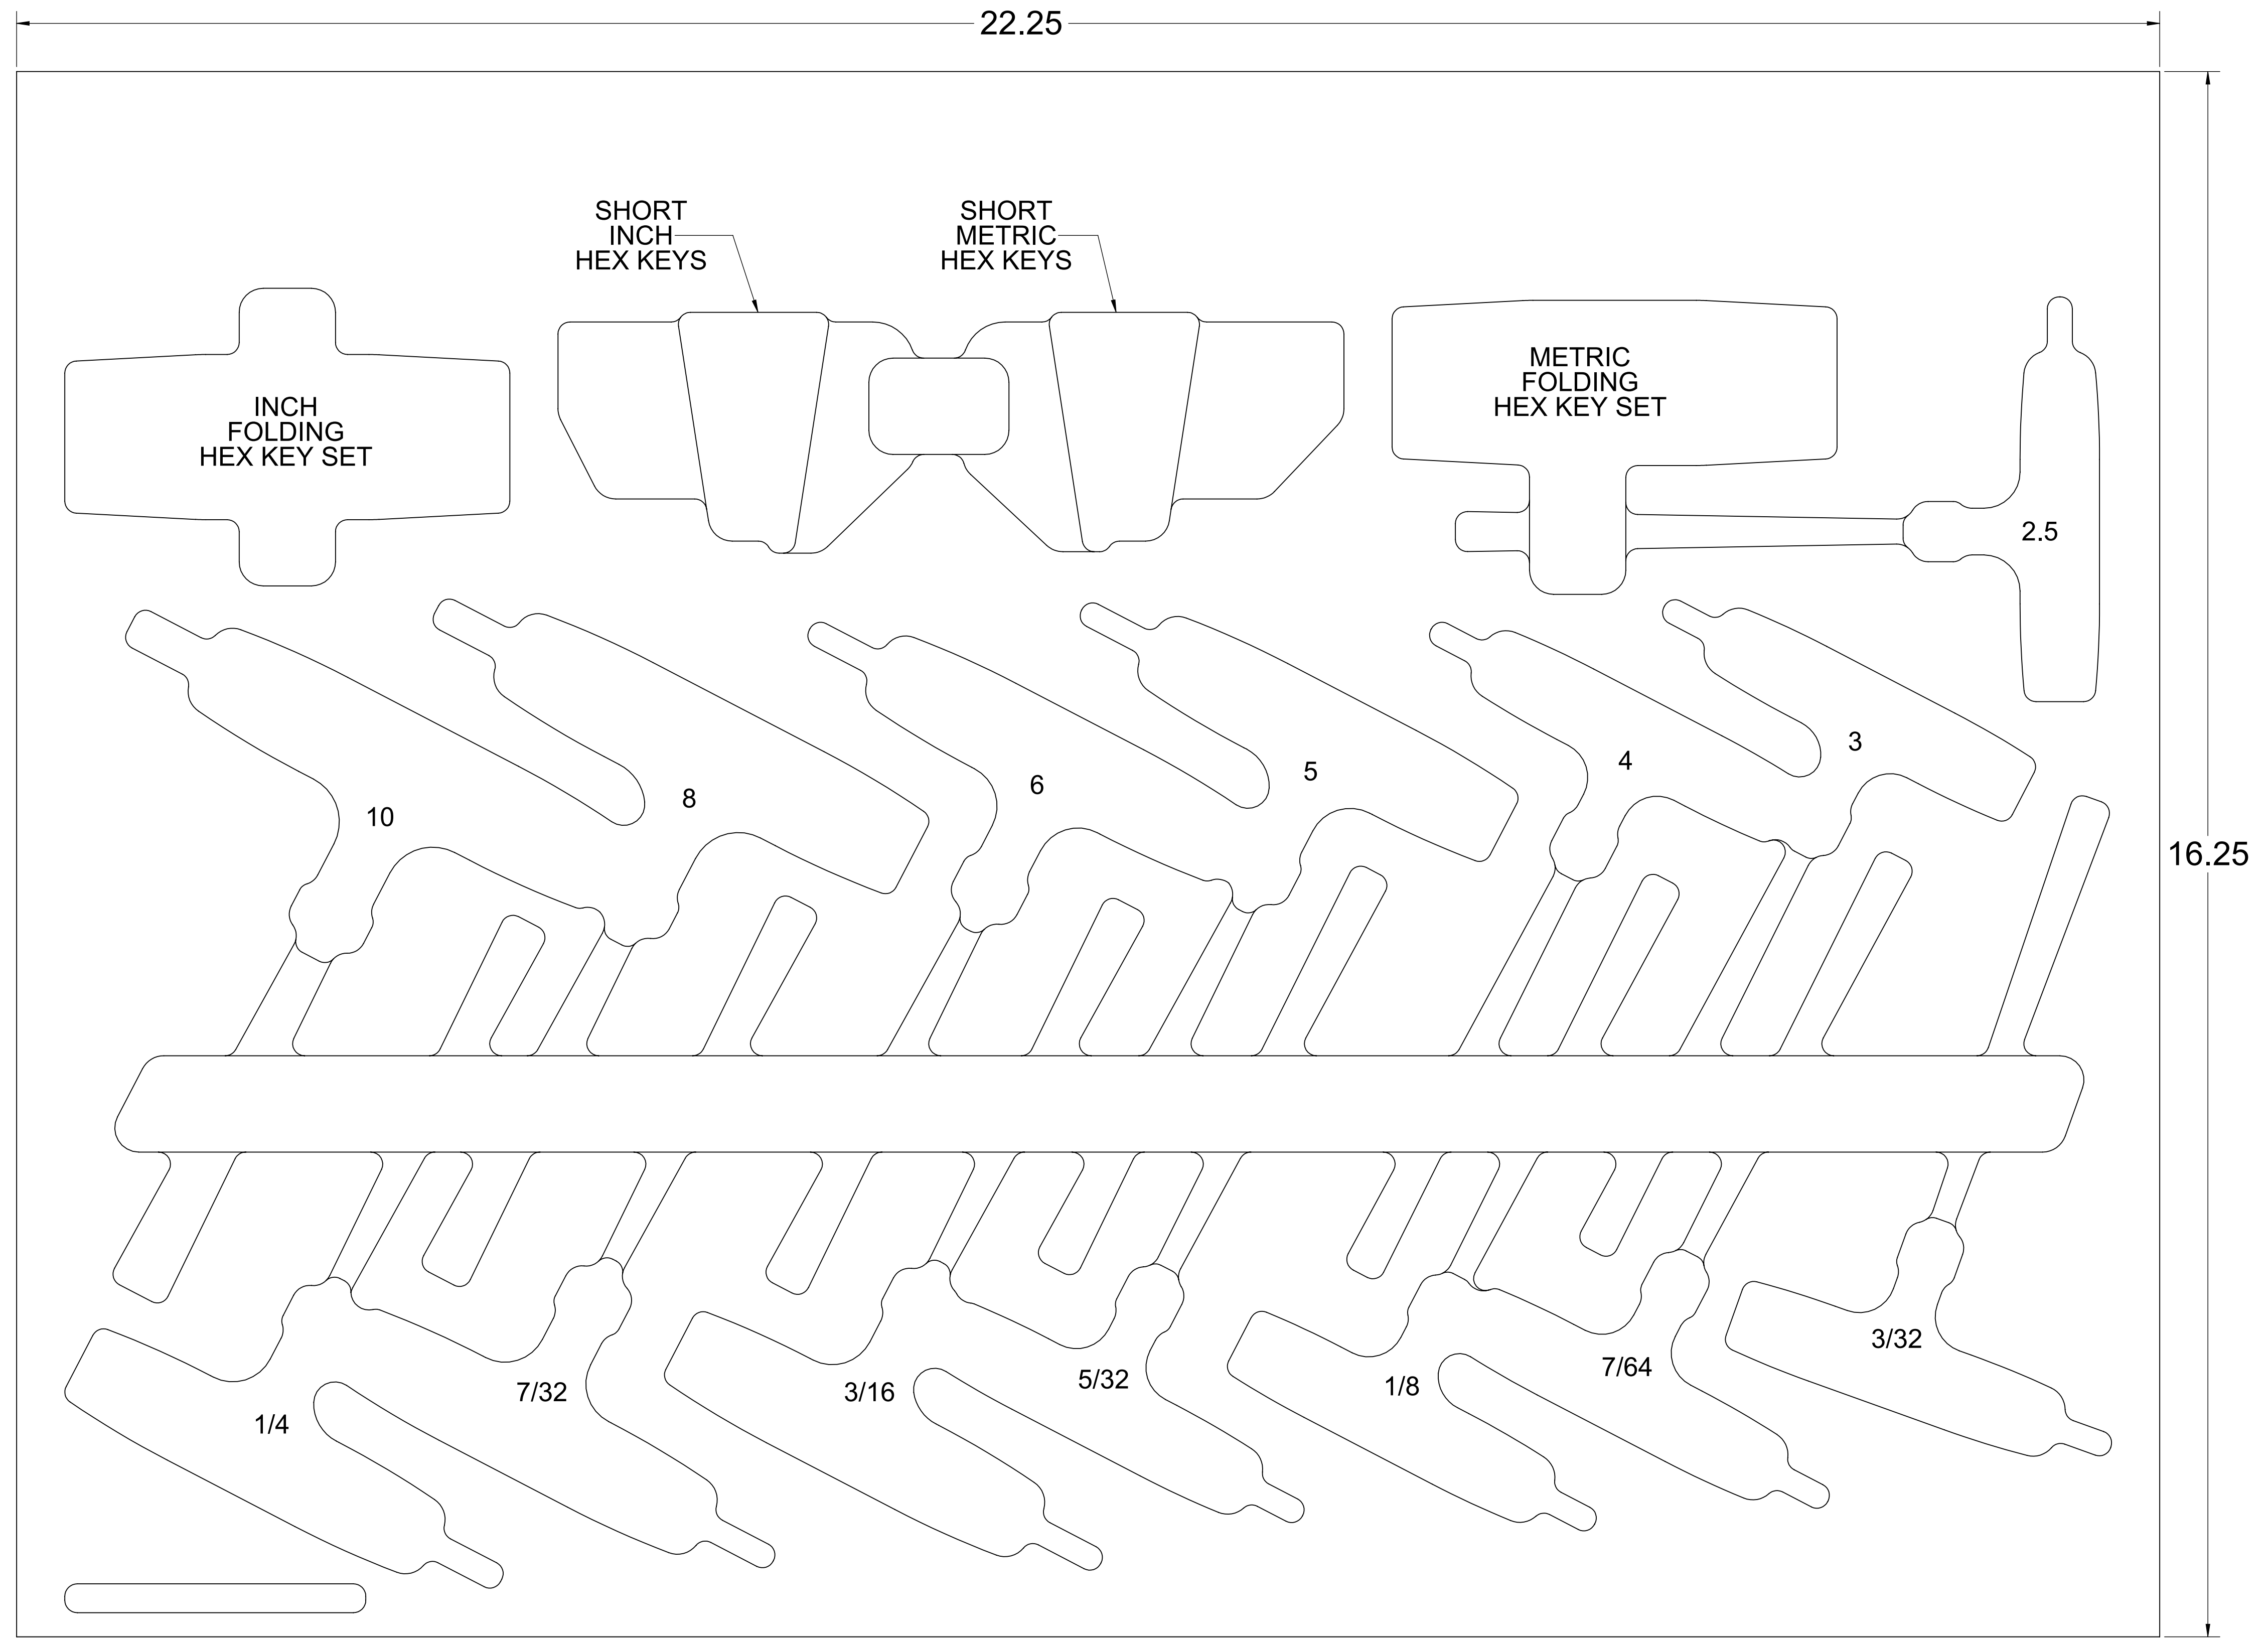 22.25
SHORT
INCH
HEX KEYS
SHORT
METRIC
HEX KEYS
INCH
FOLDING
HEX KEY SET
METRIC
FOLDING
HEX KEY SET
2.5
10
8
6
5
4
3
16.25
1/4
7/32
3/16
5/32
1/8
7/64
3/32